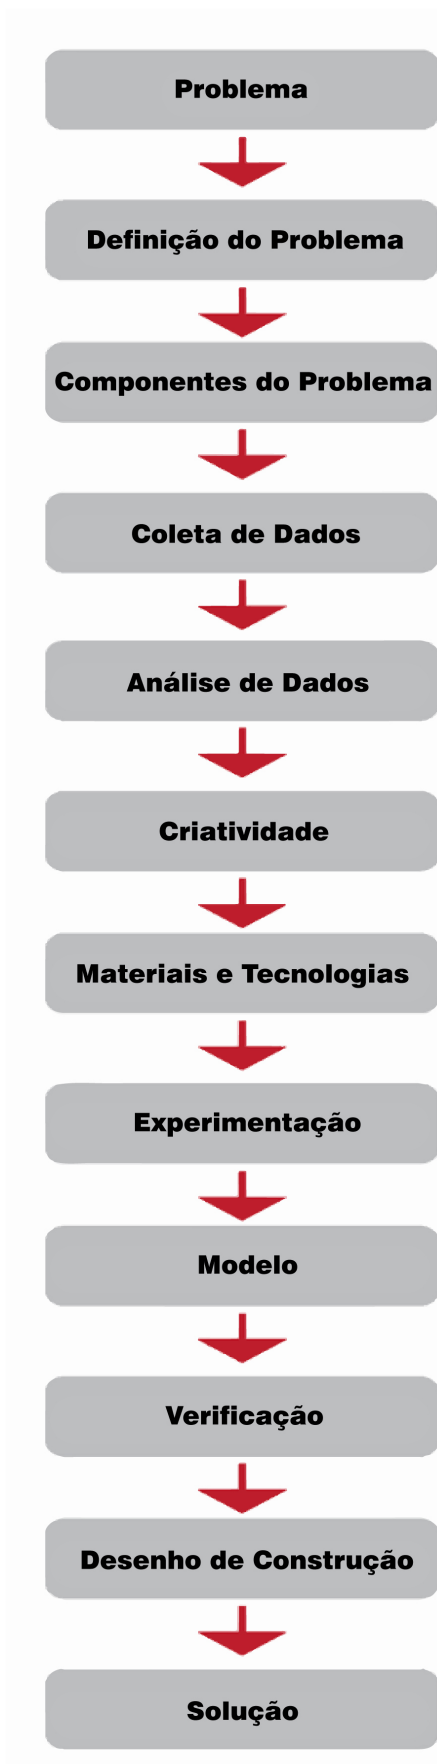 Problema
Definição do Problema
Componentes do Problema
Coleta de Dados
Análise de Dados
Criatividade
Materiais e Tecnologias
Experimentação
Modelo
Verificação
Desenho de Construção
Solução